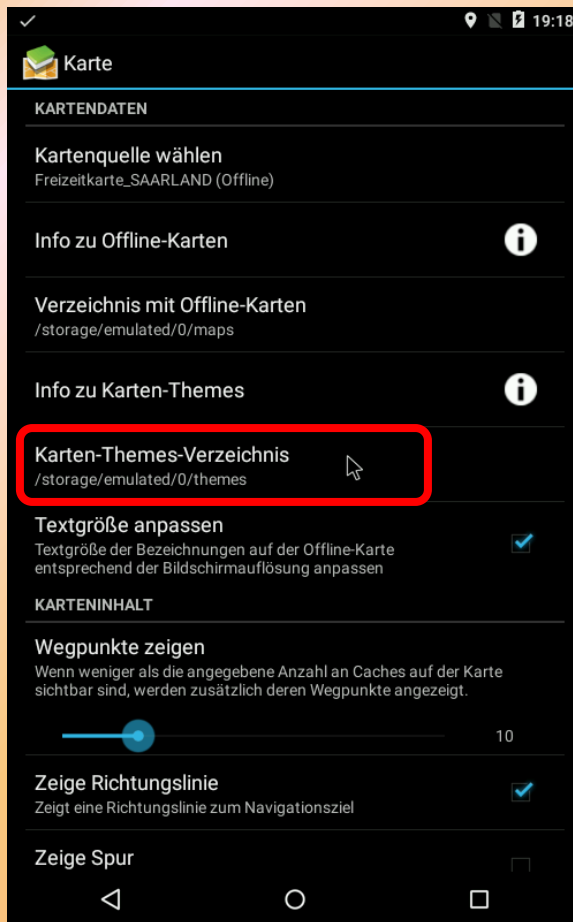 19:18
Karte
KARTENDATEN
Kartenquelle wählen
Freizeitkarte_SAARLAND (Offline)
Info zu Offline-Karten
Verzeichnis mit Offline-Karten
/storage/emulated/0/maps
Info zu Karten-Themes
Karten-Themes-Verzeichnis
/storage/emulated/0/themes
Textgröße anpassen
Textgröße der Bezeichnungen auf der Offline-Karte
entsprechend der Bildschirmauflösung anpassen
KARTENINHALT
Wegpunkte zeigen
Wenn weniger als die angegebene Anzahl an Caches auf der Karte
sichtbar sind, werden zusätzlich deren Wegpunkte angezeigt.
10
Zeige Richtungslinie
Zeigt eine Richtungslinie zum Navigationsziel
Zeige Spur